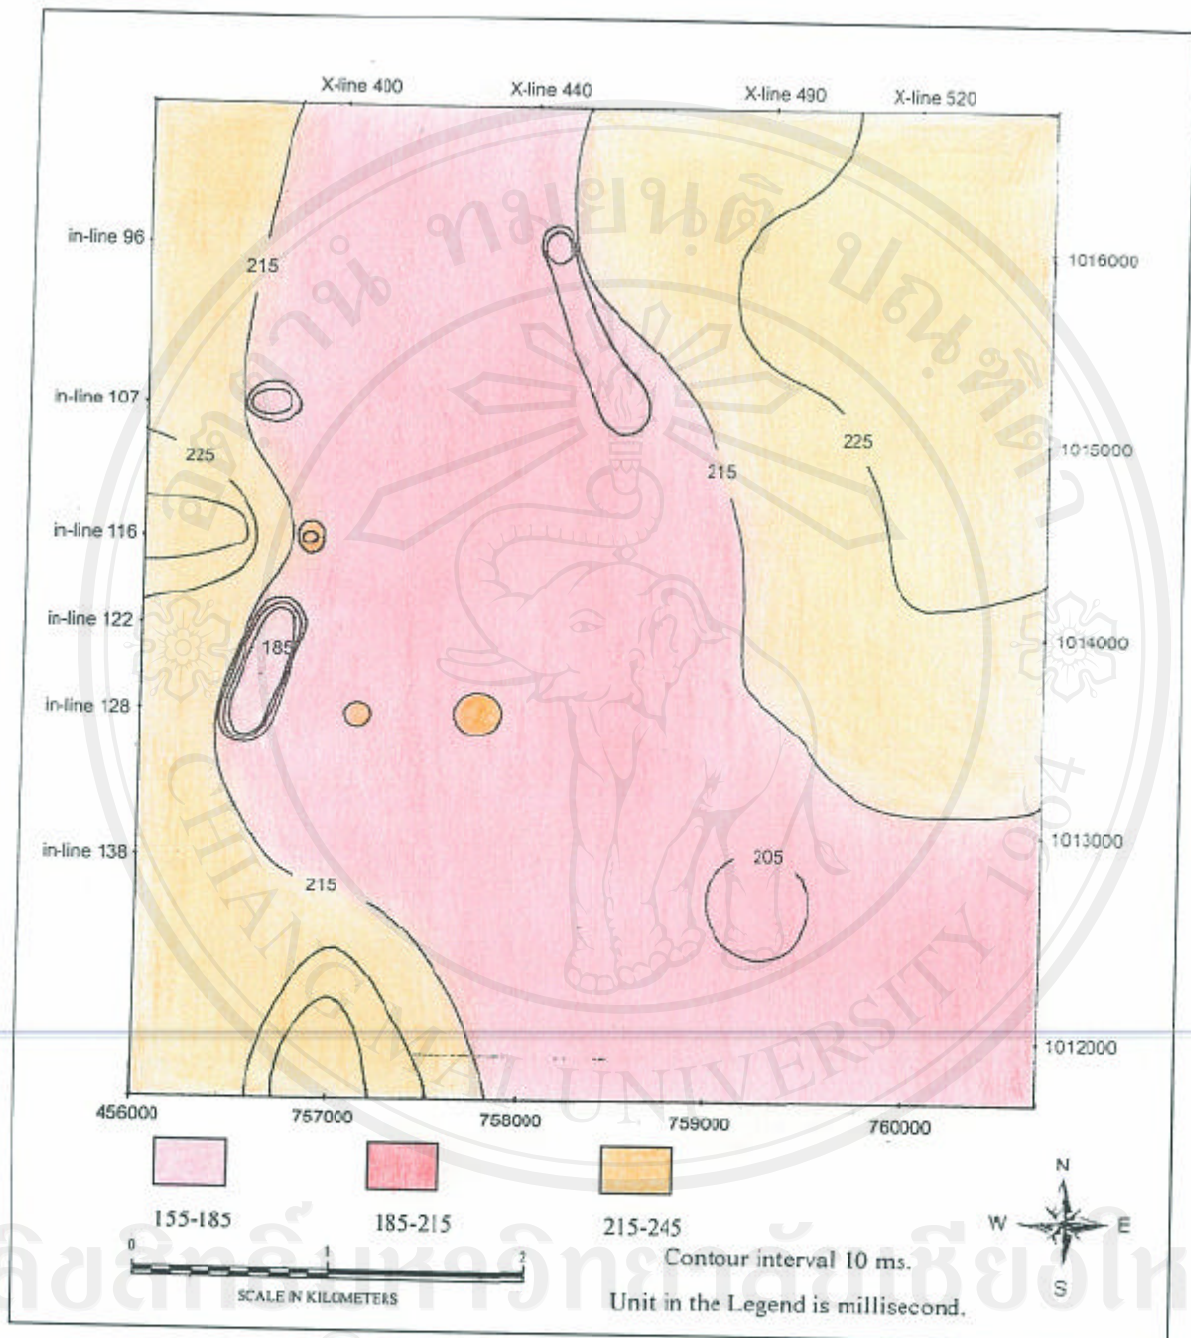 X-line 400
X-line 440
X-line 490
X-line 520
in-line 96
215
1016000
in-line 107
225
225
215
1015000
in-line 116
in-line 122
185
1014000
in-line 128
in-line 138
215
205
1013000
1012000
456000
757000
758000
759000
760000
155-185
185-215
215-245
N
W
E
S
0
1
2
SCALE IN KILOMETERS
Contour interval 10 ms.
Unit in the Legend is millisecond.
CHIANG MAI UNIVERSITY 1964